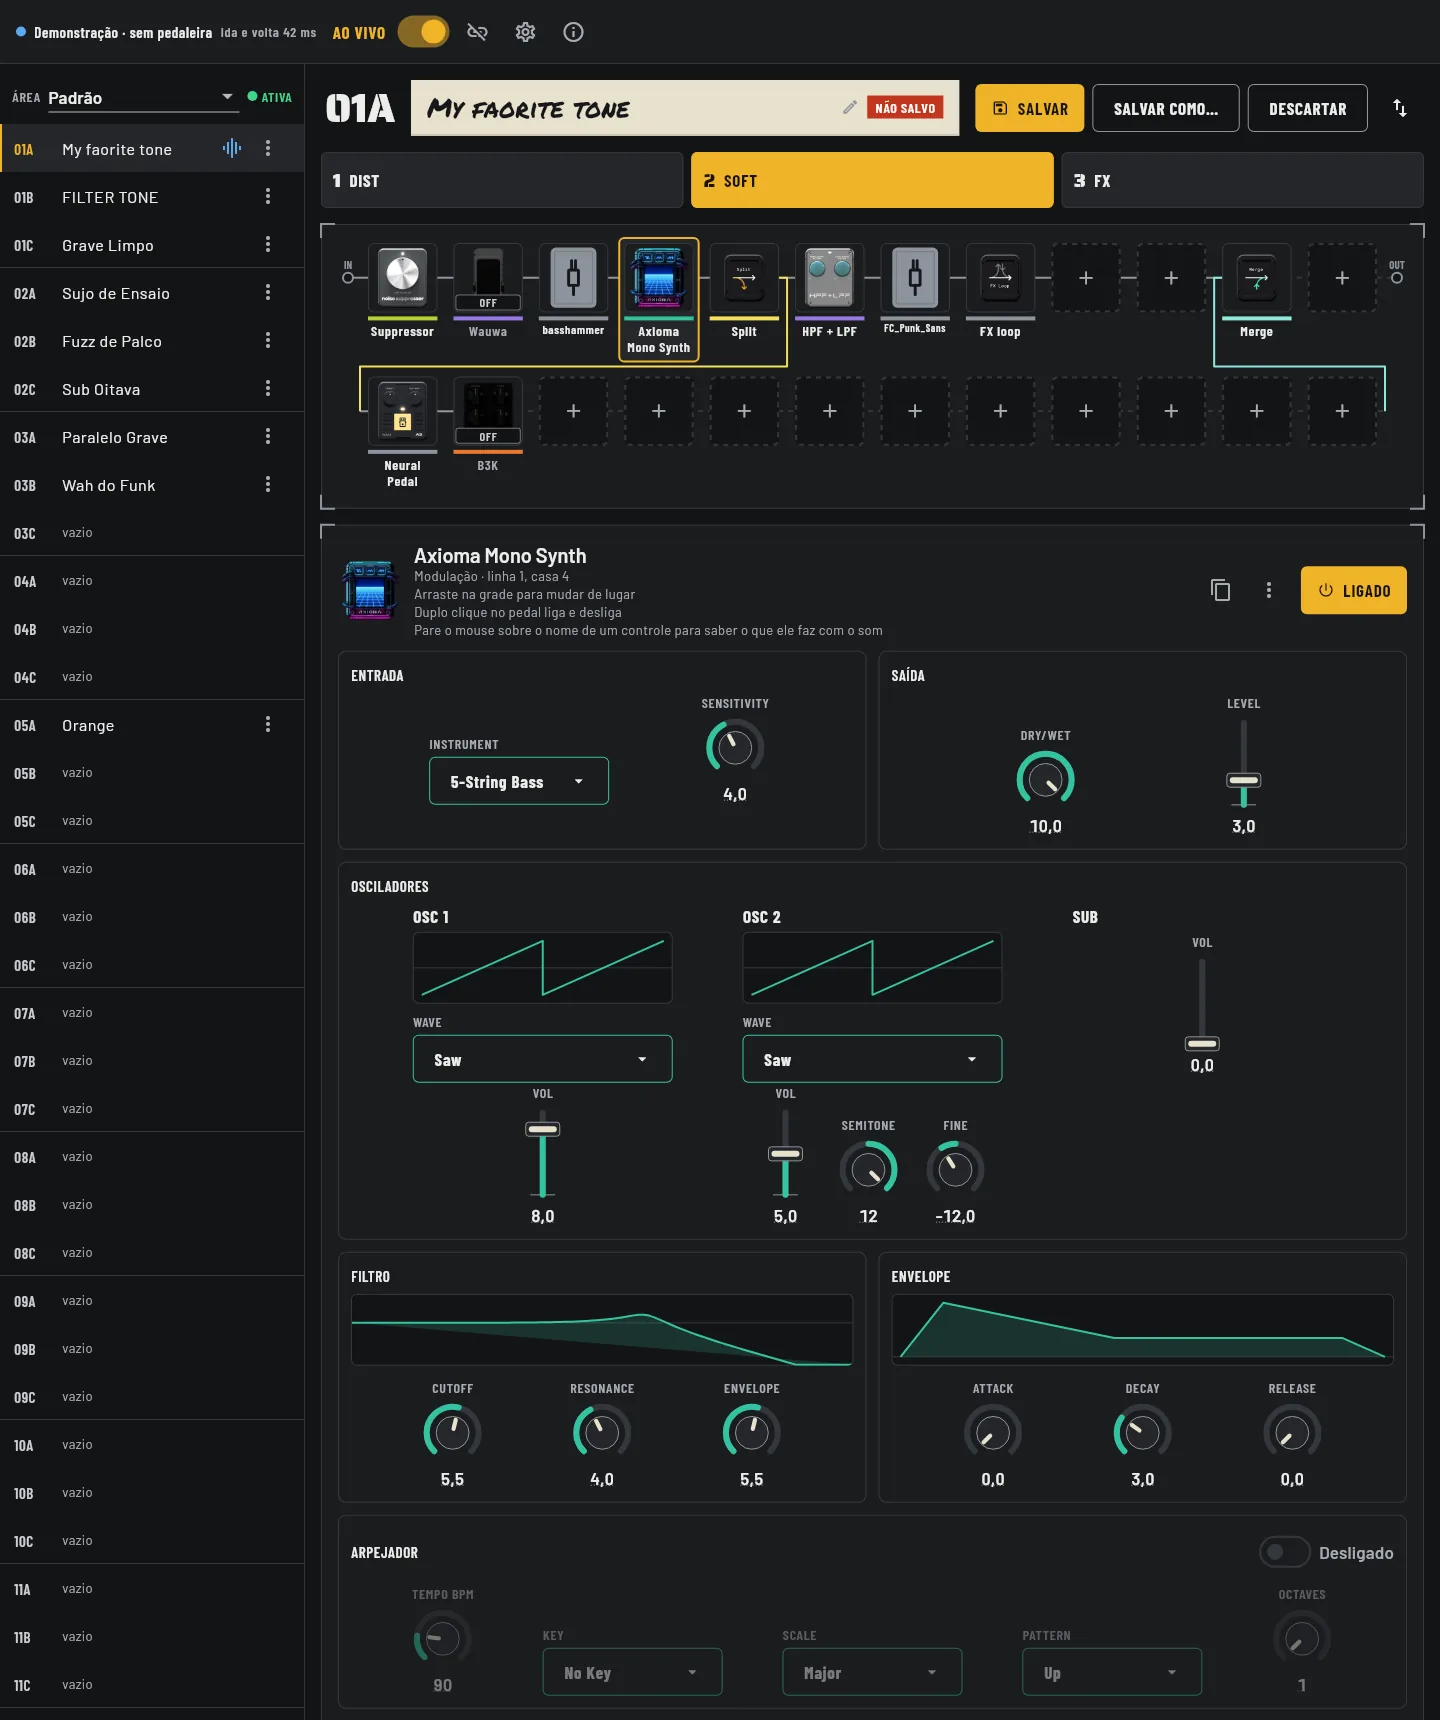 Demonstração · sem pedaleira Ida e volta 42 ms AO VIVO
ÁREA Padrão ATIVA
01A My faorite tone
01B FILTER TONE
01C Grave Limpo
02A Sujo de Ensaio
02B Fuzz de Palco
02C Sub Oitava
03A Paralelo Grave
03B Wah do Funk
03C vazio
04A vazio
04B vazio
04C vazio
05A Orange
05B vazio
05C vazio
06A vazio
06B vazio
06C vazio
07A vazio
07B vazio
07C vazio
08A vazio
08B vazio
08C vazio
09A vazio
09B vazio
09C vazio
10A vazio
10B vazio
10C vazio
11A vazio
11B vazio
11C vazio
01A My faorite tone NÃO SALVO SALVAR SALVAR COMO... DESCARTAR
1 DIST 2 SOFT 3 FX
IN OUT
Split Merge
FX Loop
noise suppressor OFF AXIOMA HPF+LPF
Suppressor Wauwa basshammer Axioma Mono Synth Split HPF + LPF FC_Punk_Sans FX loop Merge
OFF
Neural Pedal B3K
Axioma Mono Synth
Modulação · linha 1, casa 4
Arraste na grade para mudar de lugar
Duplo clique no pedal liga e desliga
Pare o mouse sobre o nome de um controle para saber o que ele faz com o som
AXIOMA
LIGADO
ENTRADA
SENSITIVITY
INSTRUMENT
5-String Bass
4,0
SAÍDA
LEVEL
DRY/WET
10,0 3,0
OSCILADORES
OSC 1 OSC 2 SUB
VOL
WAVE WAVE
Saw Saw
0,0
VOL VOL SEMITONE FINE
8,0 5,0 12 -12,0
FILTRO
CUTOFF RESONANCE ENVELOPE
5,5 4,0 5,5
ENVELOPE
ATTACK DECAY RELEASE
0,0 3,0 0,0
ARPEJADOR Desligado
TEMPO BPM OCTAVES
KEY SCALE PATTERN
No Key Major Up
90 1